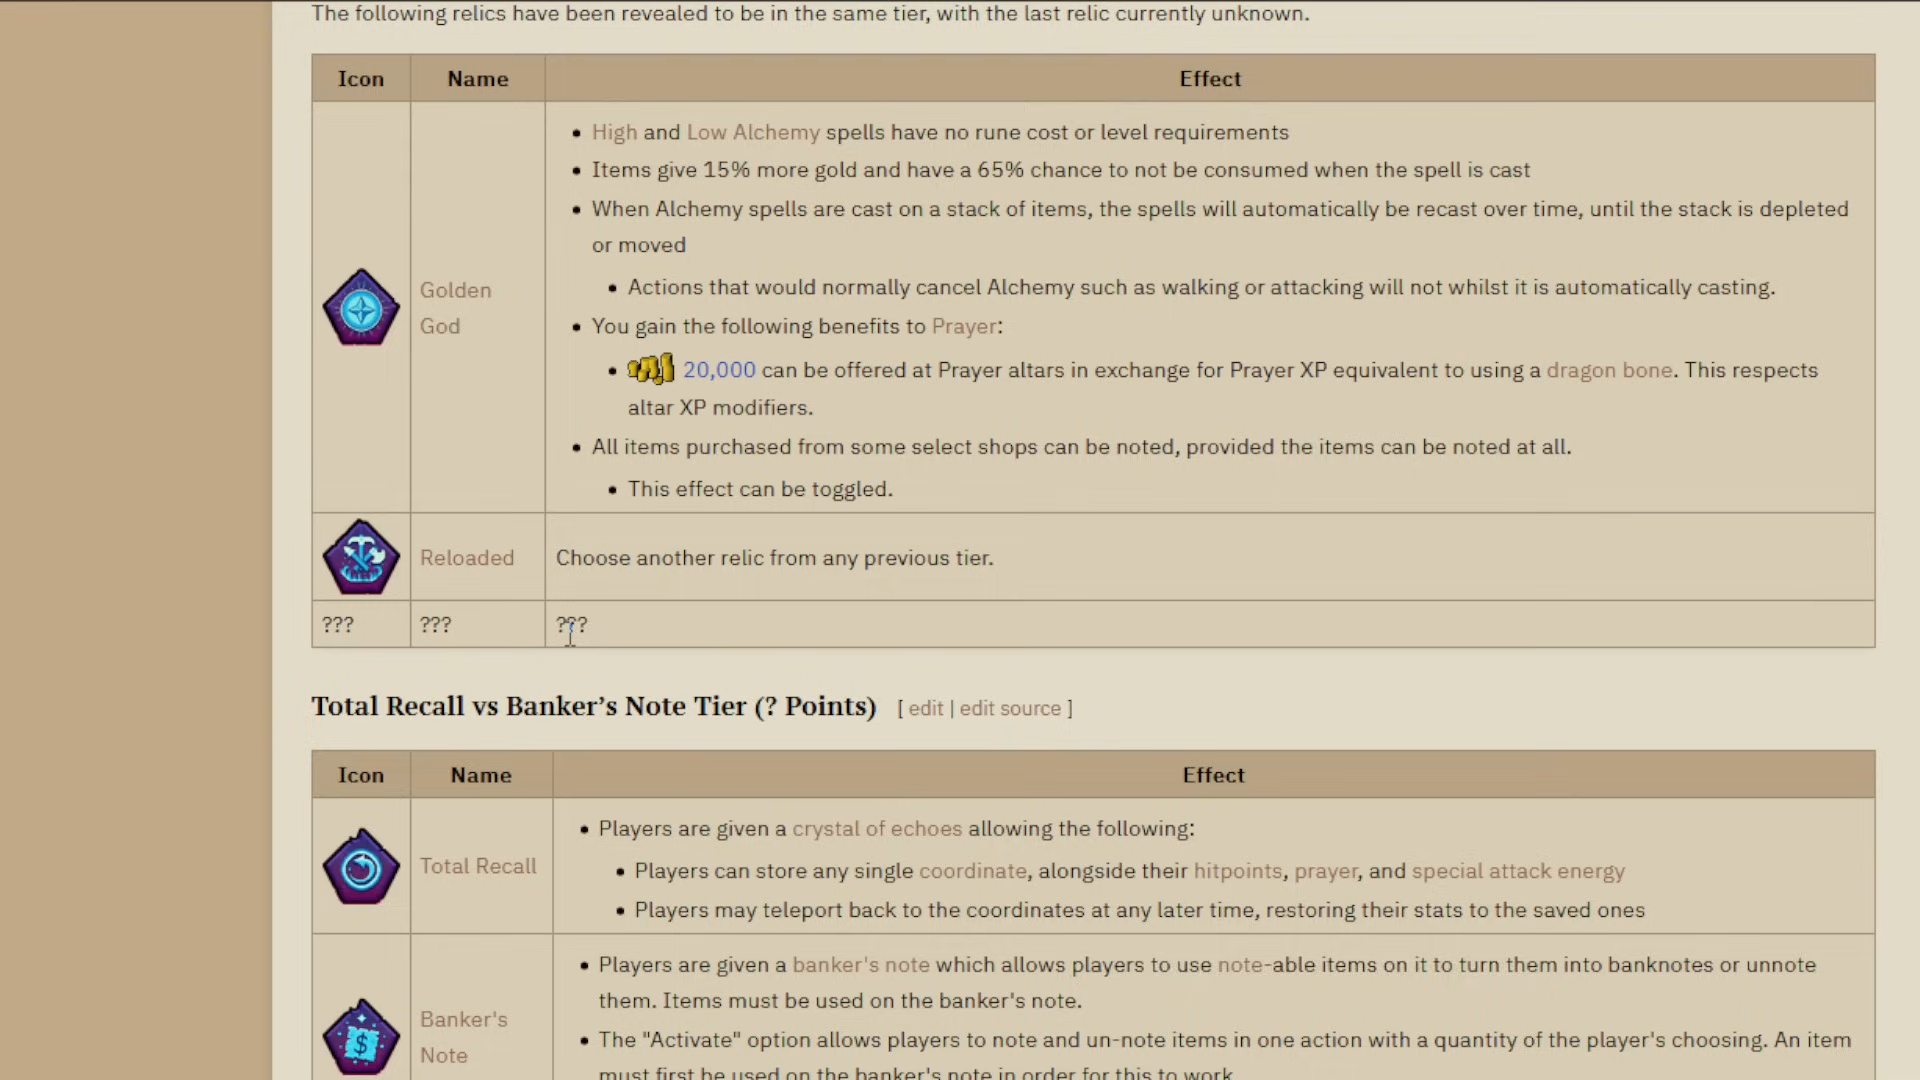 The following relics have been revealed to be in the same tier, with the last relic currently unknown.
Icon Name Effect
Golden God
High and Low Alchemy spells have no rune cost or level requirements
Items give 15% more gold and have a 65% chance to not be consumed when the spell is cast
When Alchemy spells are cast on a stack of items, the spells will automatically be recast over time, until the stack is depleted
or moved
Actions that would normally cancel Alchemy such as walking or attacking will not whilst it is automatically casting.
You gain the following benefits to Prayer:
20,000 can be offered at Prayer altars in exchange for Prayer XP equivalent to using a dragon bone. This respects
altar XP modifiers.
All items purchased from some select shops can be noted, provided the items can be noted at all.
This effect can be toggled.
Reloaded Choose another relic from any previous tier.
??? ??? ???
Total Recall vs Banker’s Note Tier (? Points) [ edit | edit source ]
Icon Name Effect
Total Recall
Players are given a crystal of echoes allowing the following:
Players can store any single coordinate, alongside their hitpoints, prayer, and special attack energy
Players may teleport back to the coordinates at any later time, restoring their stats to the saved ones
Banker's Note
Players are given a banker's note which allows players to use note-able items on it to turn them into banknotes or unnote
them. Items must be used on the banker's note.
The "Activate" option allows players to note and un-note items in one action with a quantity of the player's choosing. An item
must first be used on the banker's note in order for this to work